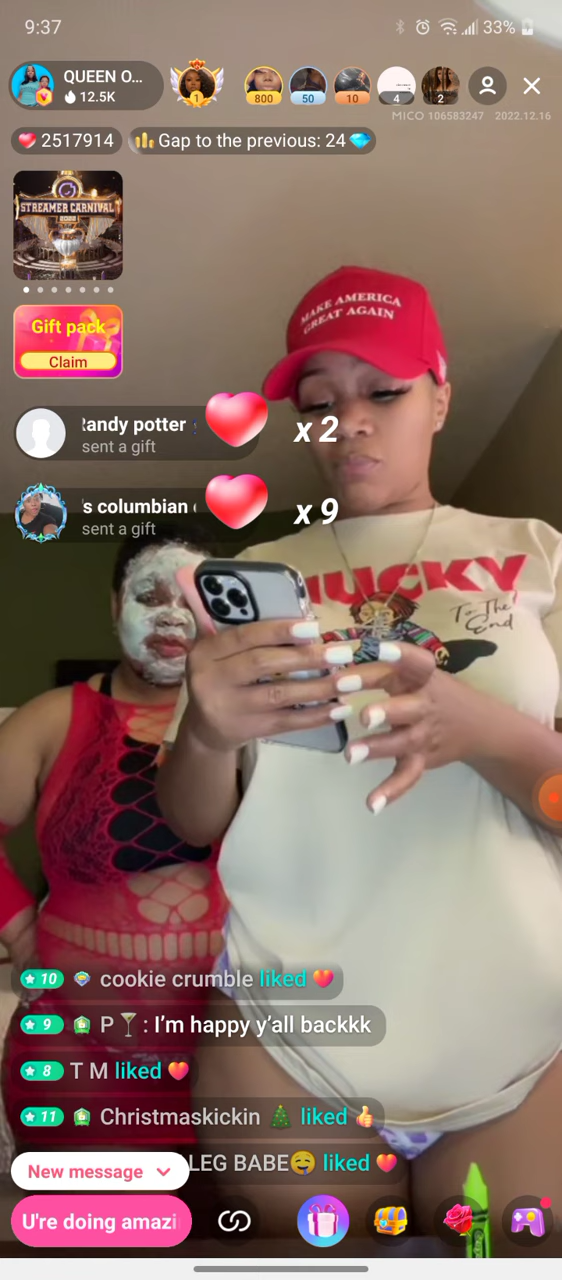 9:37
33%
QUEEN O...
12.5K
1
800
50
10
4
2
MICO 106583247 2022.12.16
2517914
Gap to the previous: 24
STREAMER CARNIVAL
2022
Gift pack
Claim
MAKE AMERICA
GREAT AGAIN
andy potter
sent a gift
x 2
's columbian
sent a gift
x 9
HUCKY
To The
End
10 cookie crumble liked
9 P🍸: I'm happy y'all backkk
8 T M liked
11 Christmaskickin 🎄 liked 👍
LEG BABE🤤 liked
New message
U're doing amazi